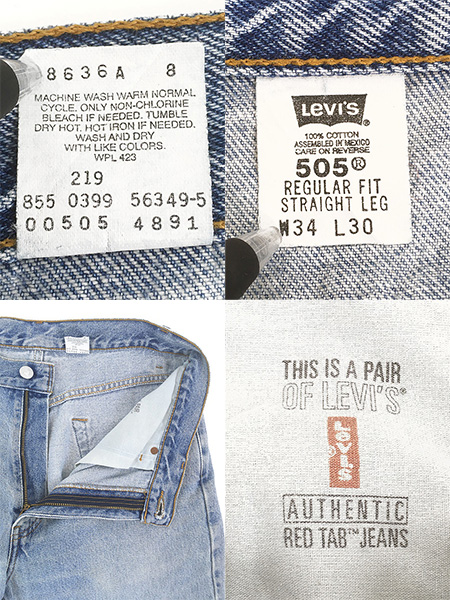 8636A 8
MACHINE WASH WARM NORMAL
CYCLE. ONLY NON-CHLORINE
BLEACH IF NEEDED. TUMBLE
DRY HOT. HOT IRON IF NEEDED.
WASH AND DRY
WITH LIKE COLORS.
WPL 423
219
855 0399 56349-5
00505 4891
LEVI'S
100% COTTON
ASSEMBLED IN MEXICO
CARE ON REVERSE
505®
REGULAR FIT
STRAIGHT LEG
W34 L30
THIS IS A PAIR
OF LEVI'S®
LEVI'S
®
AUTHENTIC
RED TAB™ JEANS